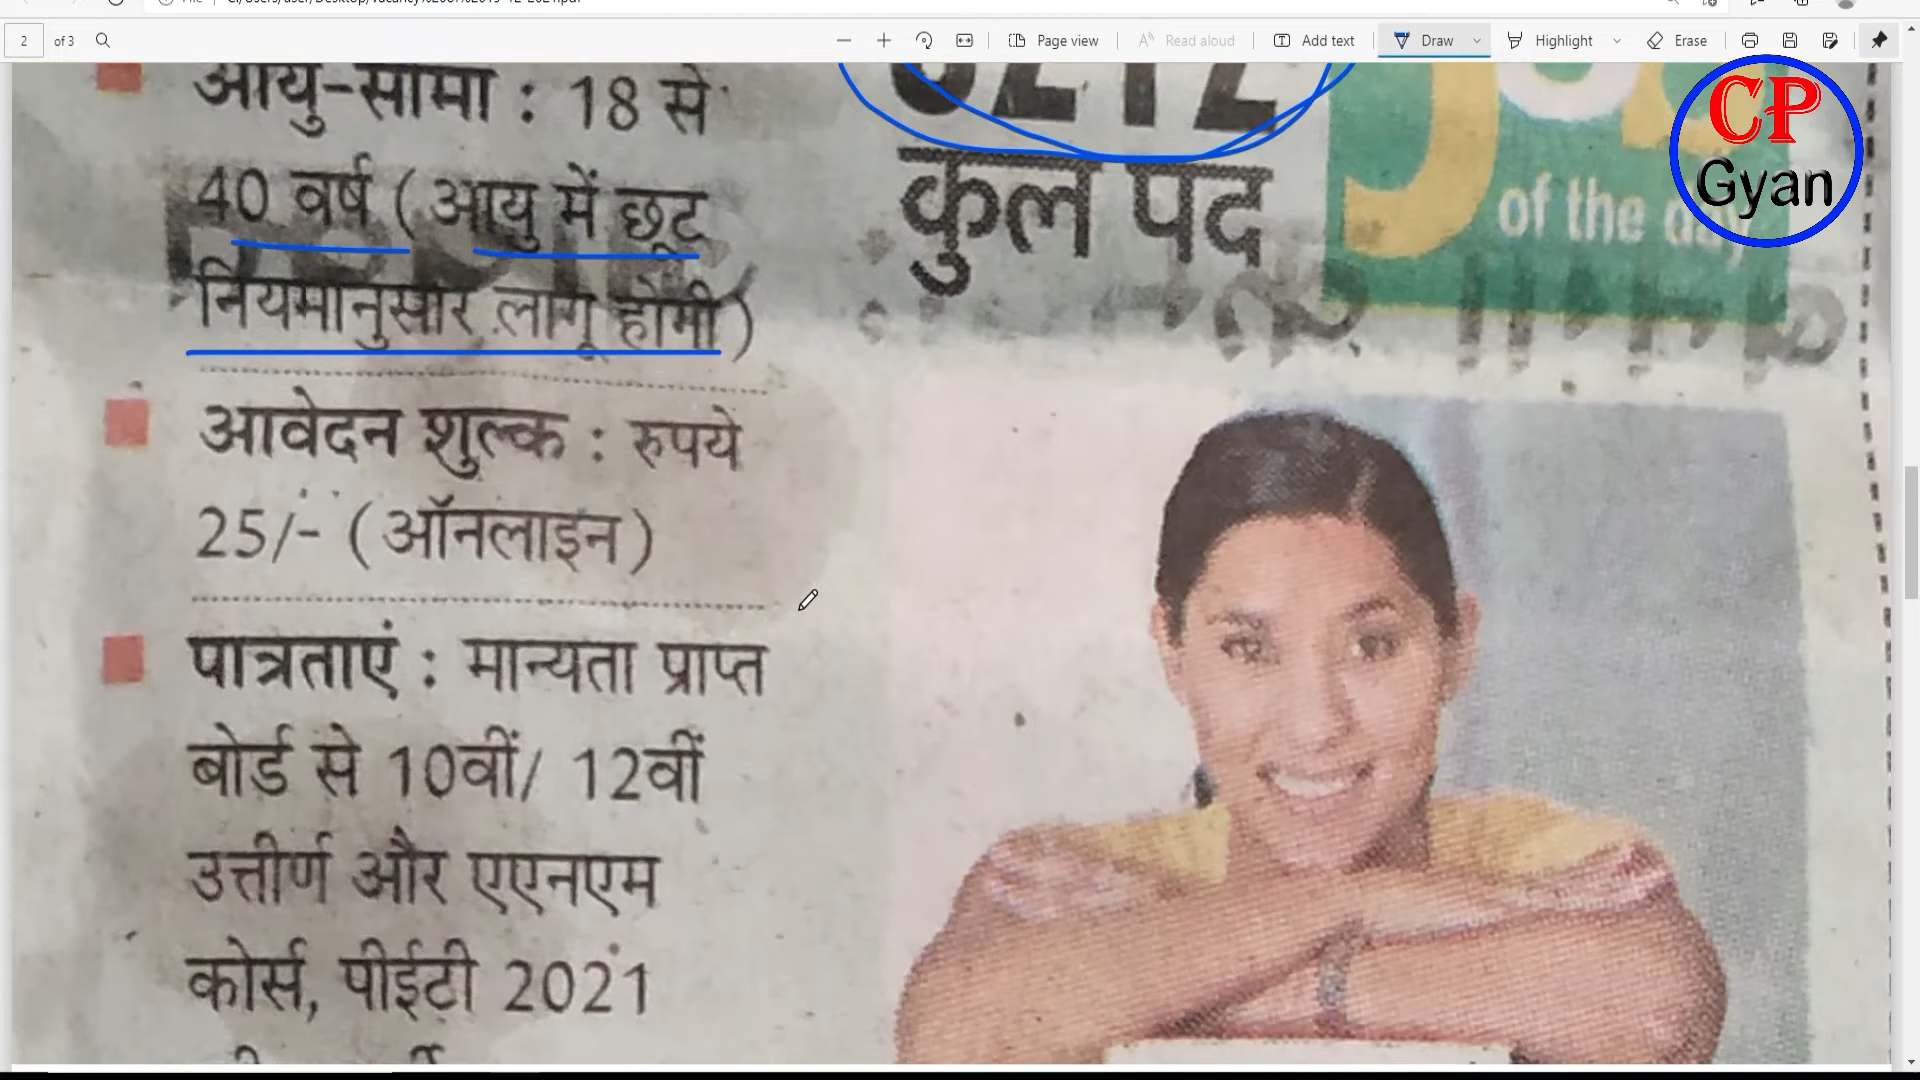 2 of 3
Page view
Read aloud
Add text
Draw
Highlight
Erase
CP
Gyan
आयु-सीमा : 18 से
40 वर्ष (आयु में छूट
नियमानुसार लागू होगी)
आवेदन शुल्क : रुपये
25/- (ऑनलाइन)
पात्रताएं : मान्यता प्राप्त
बोर्ड से 10वीं/ 12वीं
उत्तीर्ण और एएनएम
कोर्स, पीईटी 2021
कुल पद
of the day